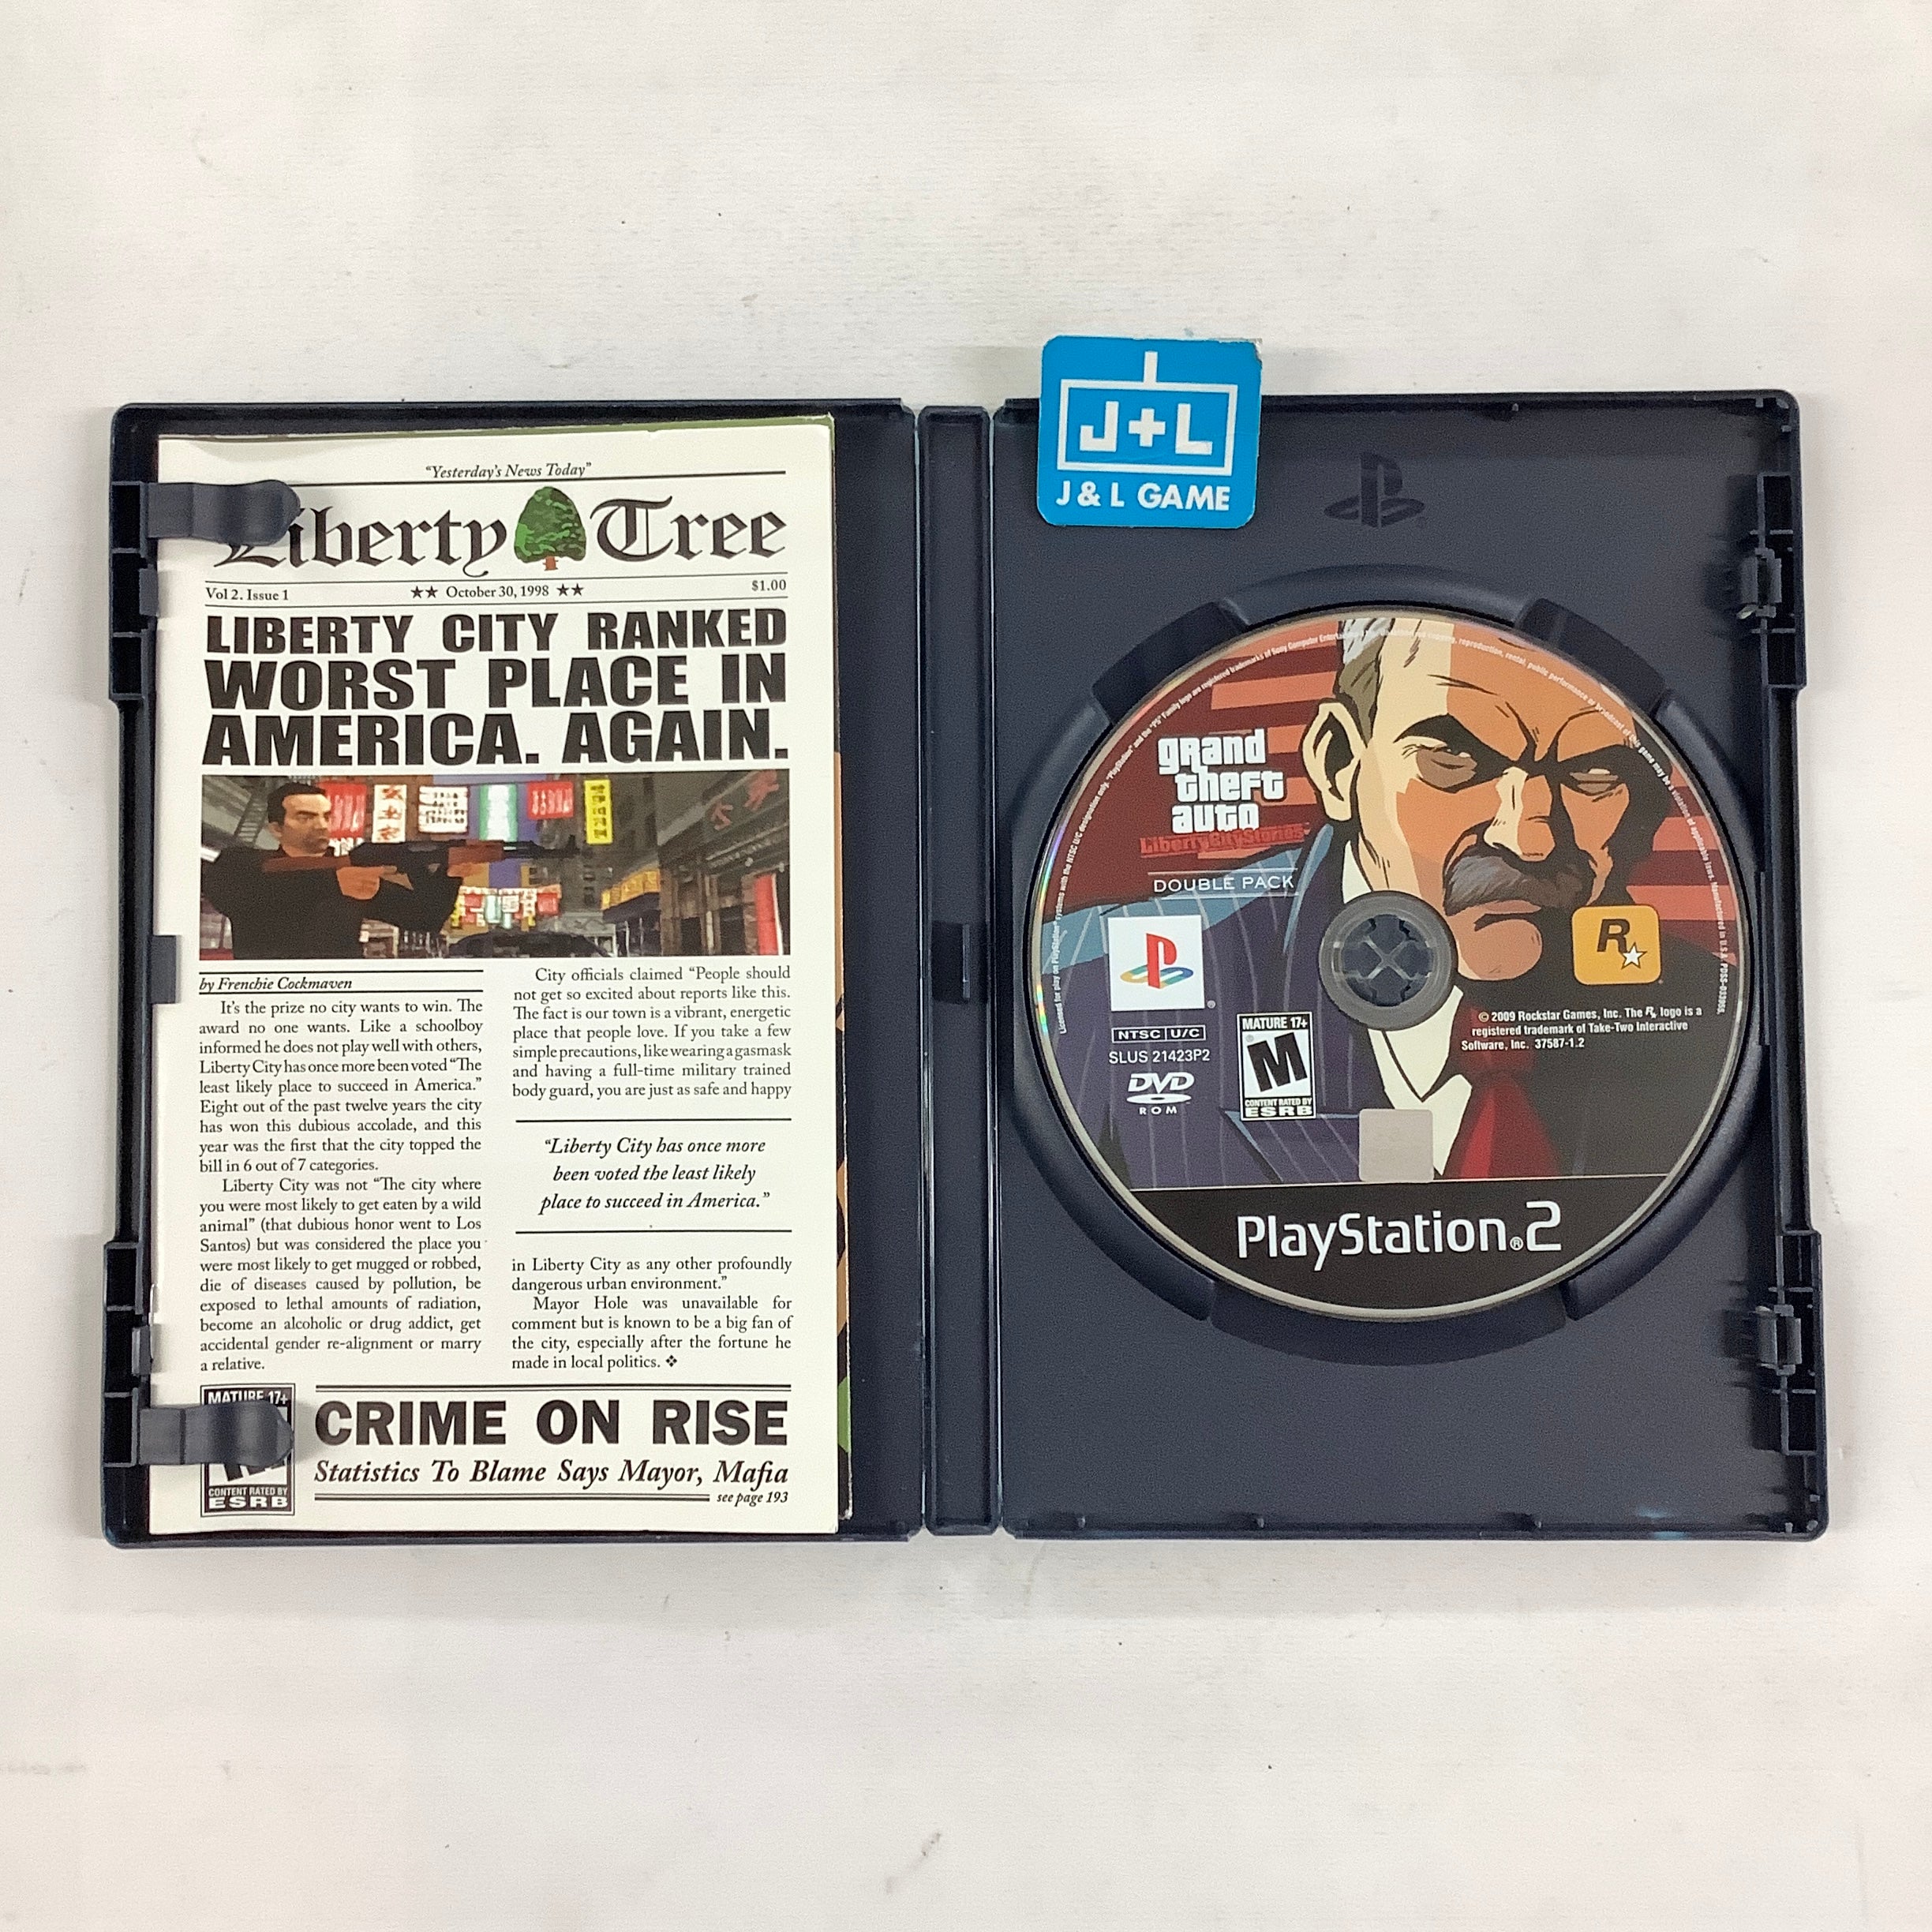 "Yesterday's News Today"
Liberty Tree
Vol 2. Issue 1 ★★ October 30, 1998 ★★ $1.00
LIBERTY CITY RANKED
WORST PLACE IN
AMERICA. AGAIN.
by Frenchie Cockmaven
It's the prize no city wants to win. The
award no one wants. Like a schoolboy
informed he does not play well with others,
Liberty City has once more been voted "The
least likely place to succeed in America."
Eight out of the past twelve years the city
has won this dubious accolade, and this
year was the first that the city topped the
bill in 6 out of 7 categories.
Liberty City was not "The city where
you were most likely to get eaten by a wild
animal" (that dubious honor went to Los
Santos) but was considered the place you
were most likely to get mugged or robbed,
die of diseases caused by pollution, be
exposed to lethal amounts of radiation,
become an alcoholic or drug addict, get
accidental gender re-alignment or marry
a relative.
City officials claimed "People should
not get so excited about reports like this.
The fact is our town is a vibrant, energetic
place that people love. If you take a few
simple precautions, like wearing a gasmask
and having a full-time military trained
body guard, you are just as safe and happy
"Liberty City has once more
been voted the least likely
place to succeed in America."
in Liberty City as any other profoundly
dangerous urban environment."
Mayor Hole was unavailable for
comment but is known to be a big fan of
the city, especially after the fortune he
made in local politics. ❖
MATURE 17+
M
CONTENT RATED BY
ESRB
CRIME ON RISE
Statistics To Blame Says Mayor, Mafia
see page 193
J+L
J & L GAME
grand
theft
auto
Liberty City Stories
DOUBLE PACK
NTSC U/C
SLUS 21423P2
DVD
ROM
MATURE 17+
M
CONTENT RATED BY
ESRB
R
© 2009 Rockstar Games, Inc. The R logo is a
registered trademark of Take-Two Interactive
Software, Inc. 37587-1.2
PlayStation®2